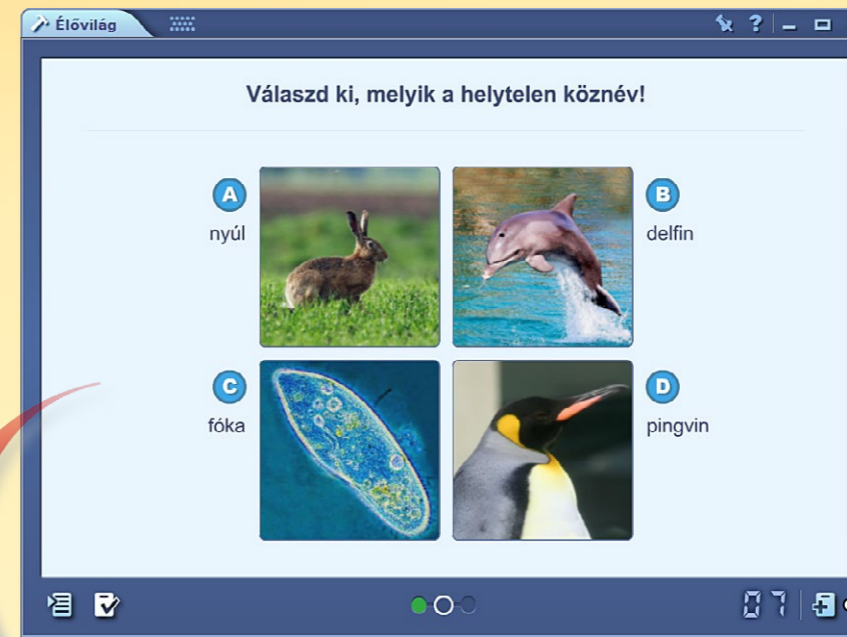 Élővilág
?
Válaszd ki, melyik a helytelen köznév!
A
nyúl
B
delfin
C
fóka
D
pingvin
07